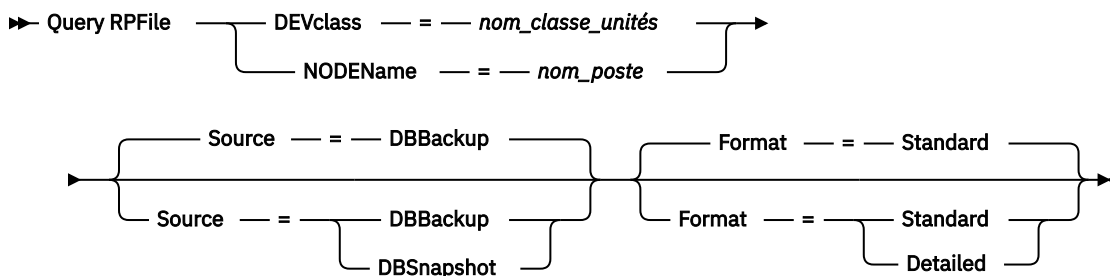 Query RPFile DEVclass = nom_classe_unités
NODEName = nom_poste
Source = DBBackup Format = Standard
Source = DBBackup Format = Standard
DBSnapshot Detailed